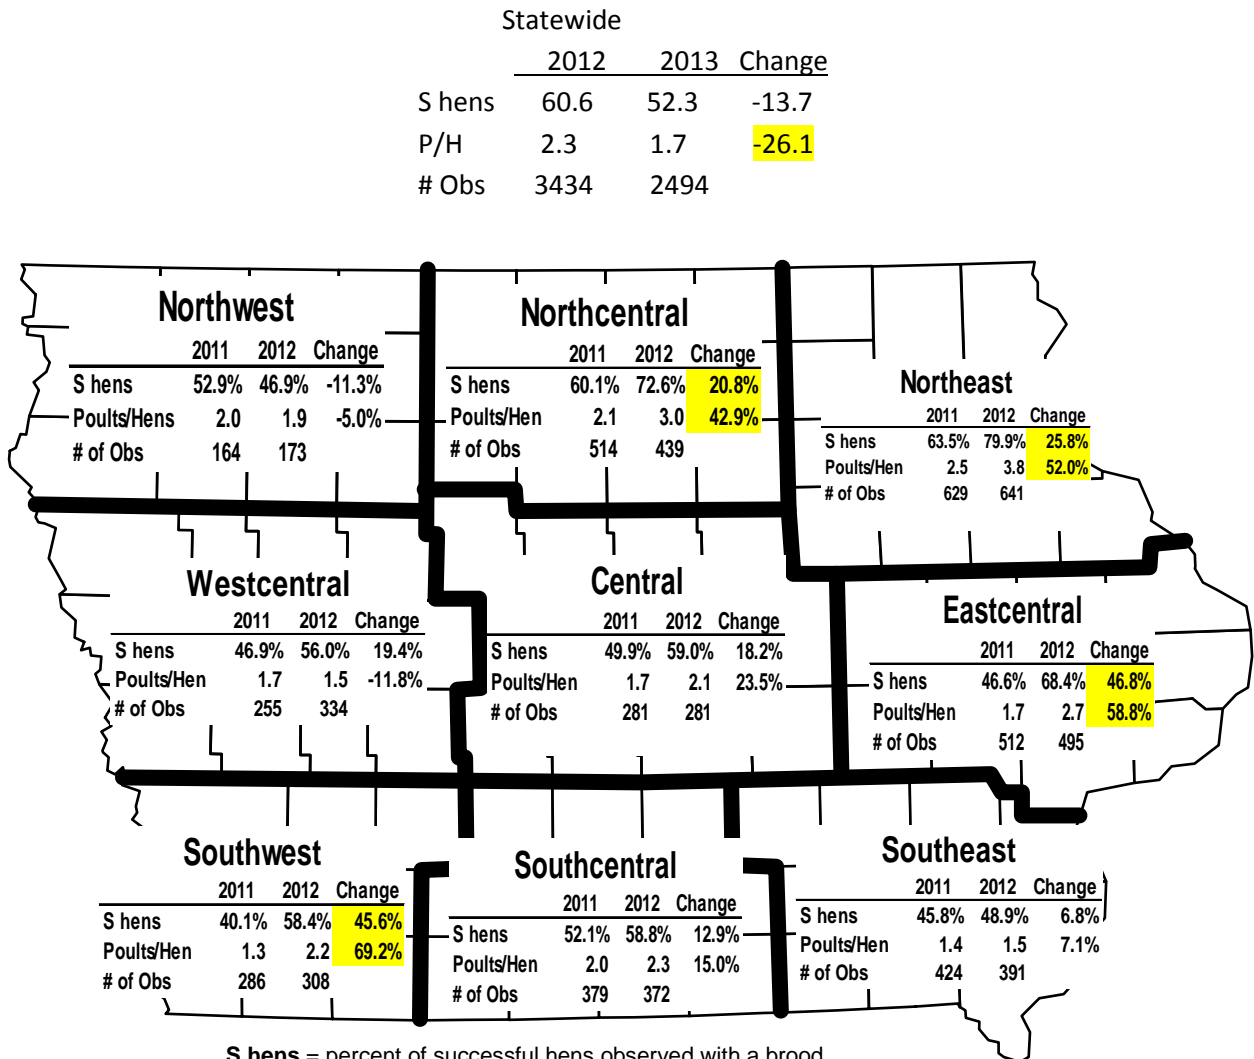 Statewide
2012 2013 Change
S hens 60.6 52.3 -13.7
P/H 2.3 1.7 -26.1
# Obs 3434 2494
Northwest
2011 2012 Change
S hens 52.9% 46.9% -11.3%
Poults/Hens 2.0 1.9 -5.0%
# of Obs 164 173
Northcentral
2011 2012 Change
S hens 60.1% 72.6% 20.8%
Poults/Hen 2.1 3.0 42.9%
# of Obs 514 439
Northeast
2011 2012 Change
S hens 63.5% 79.9% 25.8%
Poults/Hen 2.5 3.8 52.0%
# of Obs 629 641
Westcentral
2011 2012 Change
S hens 46.9% 56.0% 19.4%
Poults/Hen 1.7 1.5 -11.8%
# of Obs 255 334
Central
2011 2012 Change
S hens 49.9% 59.0% 18.2%
Poults/Hen 1.7 2.1 23.5%
# of Obs 281 281
Eastcentral
2011 2012 Change
S hens 46.6% 68.4% 46.8%
Poults/Hen 1.7 2.7 58.8%
# of Obs 512 495
Southwest
2011 2012 Change
S hens 40.1% 58.4% 45.6%
Poults/Hen 1.3 2.2 69.2%
# of Obs 286 308
Southcentral
2011 2012 Change
S hens 52.1% 58.8% 12.9%
Poults/Hen 2.0 2.3 15.0%
# of Obs 379 372
Southeast
2011 2012 Change
S hens 45.8% 48.9% 6.8%
Poults/Hen 1.4 1.5 7.1%
# of Obs 424 391
S hens = percent of successful hens observed with a brood